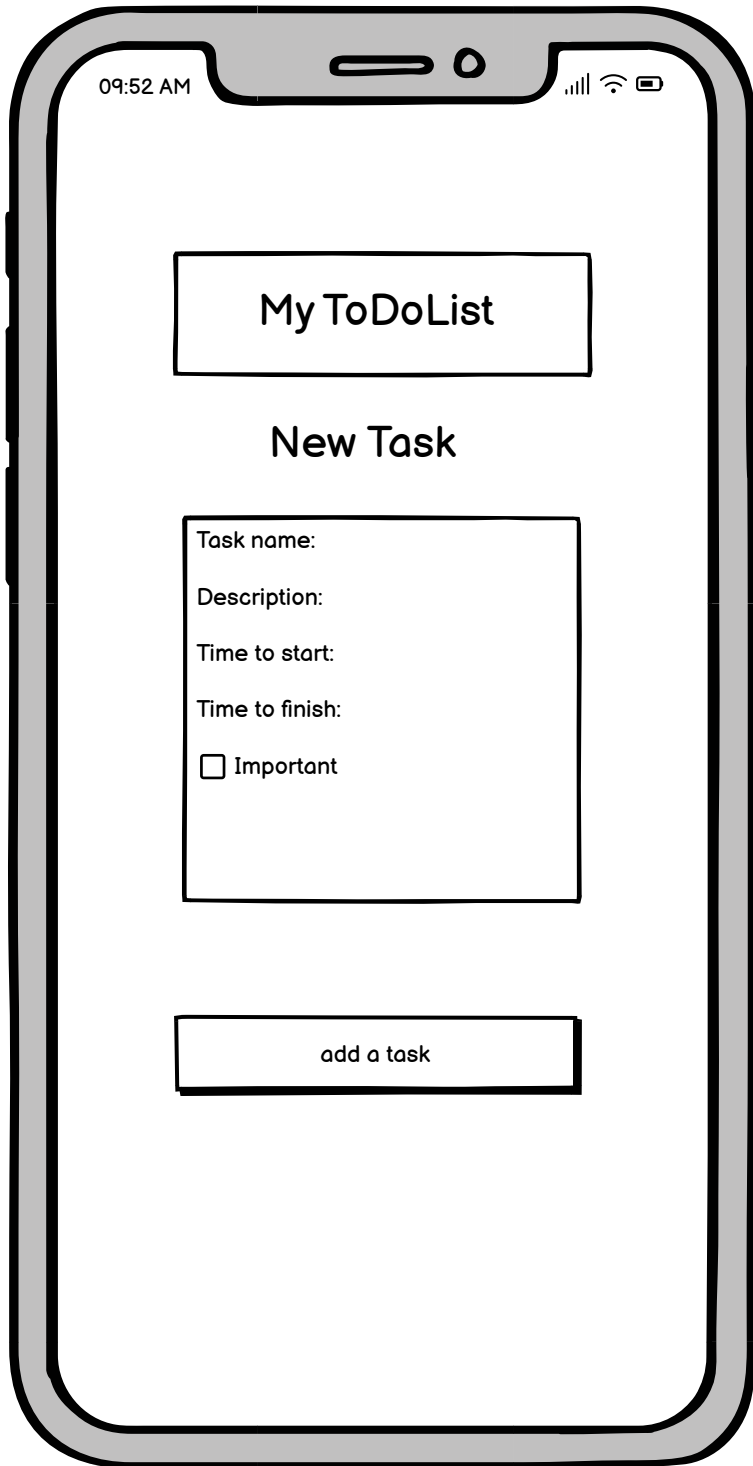 09:52 AM
My ToDoList
New Task
Task name:
Description:
Time to start:
Time to finish:
Important
add a task